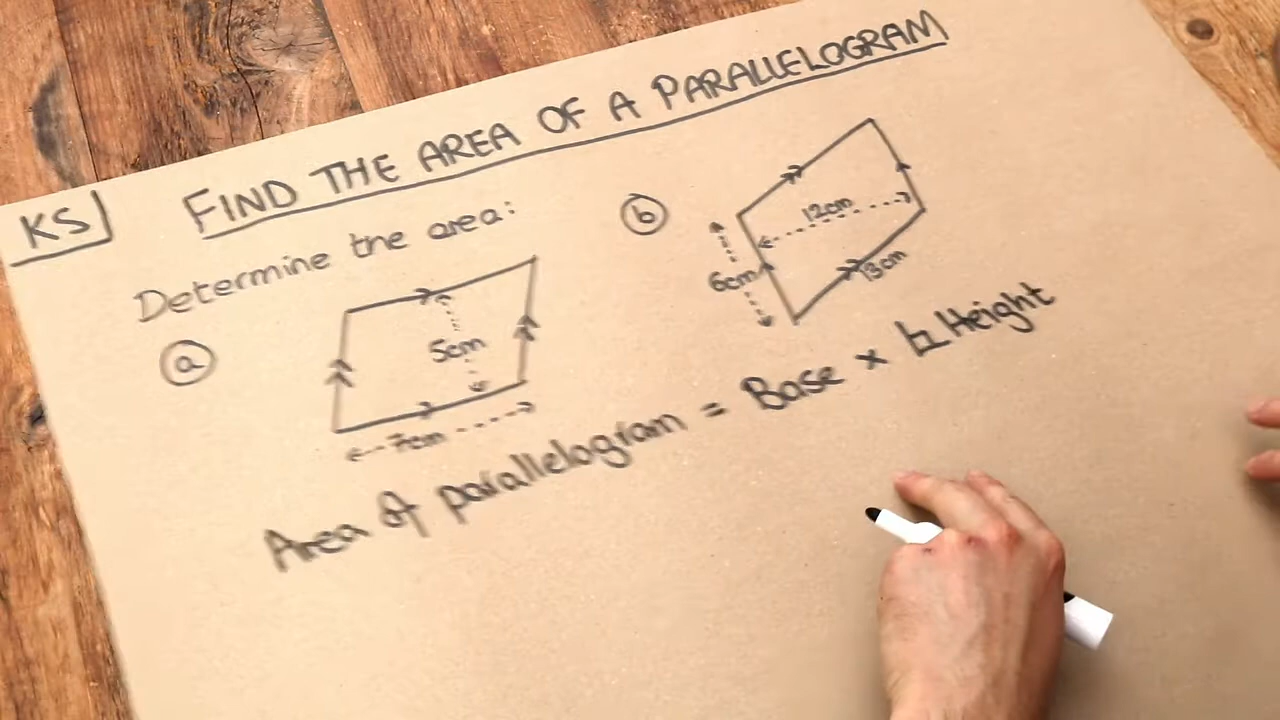 KS
FIND THE AREA OF A PARALLELOGRAM
Determine the area:
a
5cm
7cm
b
12cm
6cm
13cm
Area of parallelogram = Base × ⊾ Height